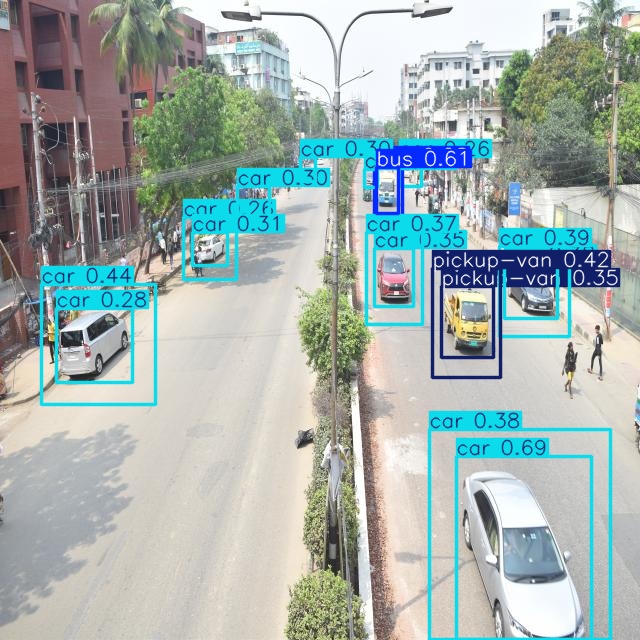 car 0.30
0.26
bus 0.61
car 0.30
car 0.26
car 0.31
car 0.37
car 0.35
car 0.39
pickup-van 0.42
pickup-van 0.35
car 0.44
car 0.28
car 0.38
car 0.69